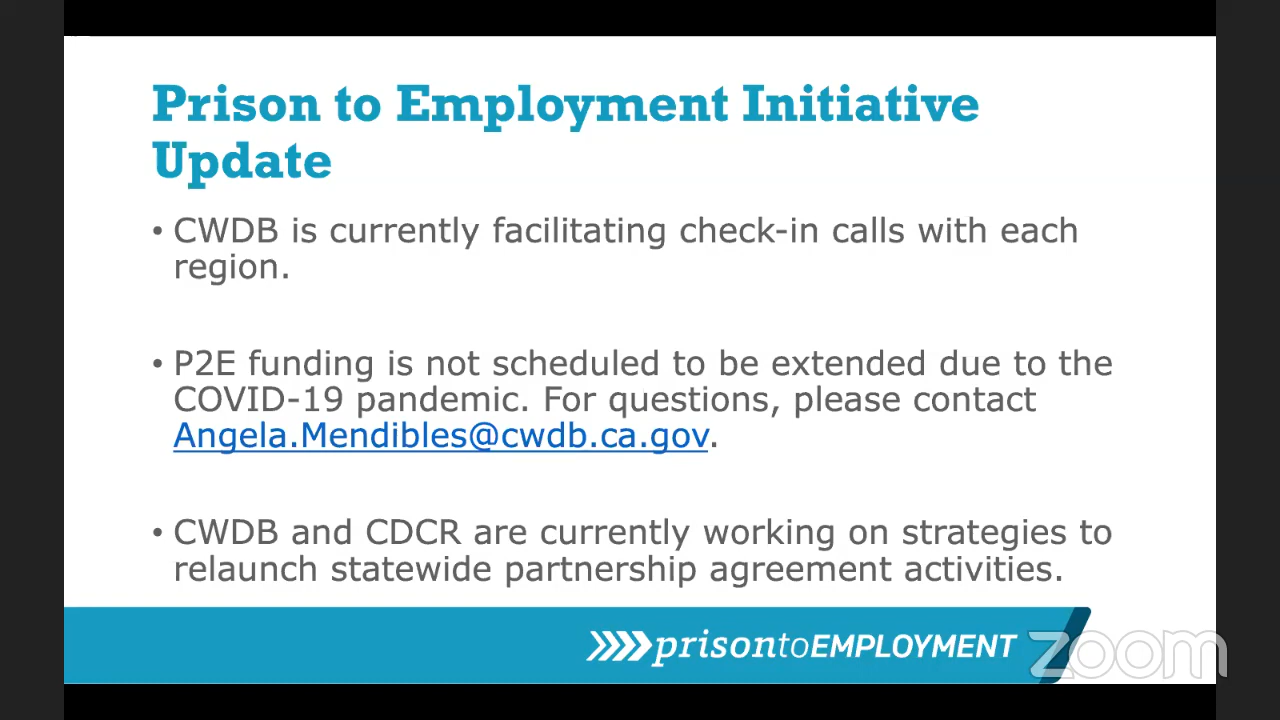 Prison to Employment Initiative
Update
• CWDB is currently facilitating check-in calls with each
region.
• P2E funding is not scheduled to be extended due to the
COVID-19 pandemic. For questions, please contact
Angela.Mendibles@cwdb.ca.gov.
• CWDB and CDCR are currently working on strategies to
relaunch statewide partnership agreement activities.
prisontoEMPLOYMENT
zoom